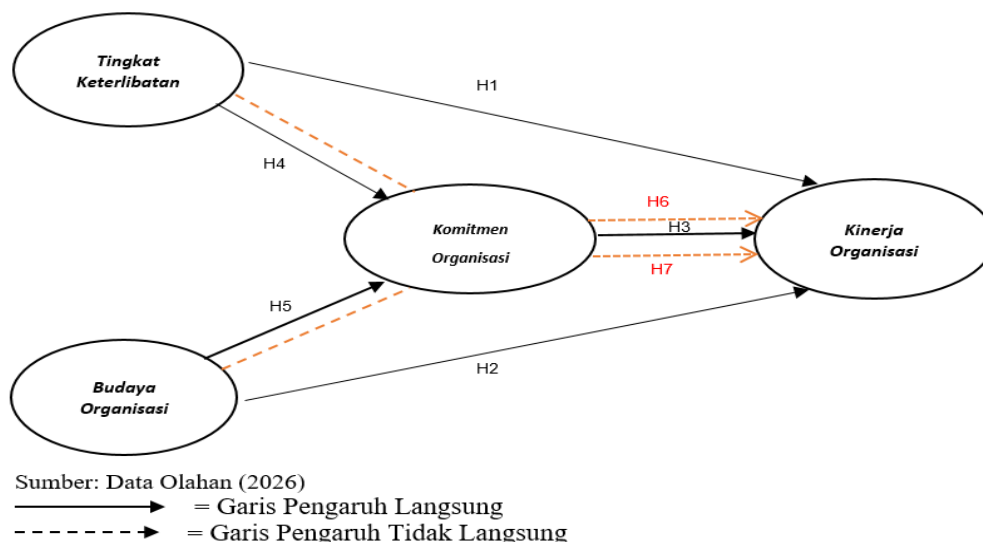 Tingkat
Keterlibatan
H1
H4
Komitmen
Organisasi
H6
H3
H7
Kinerja
Organisasi
H5
H2
Budaya
Organisasi
Sumber: Data Olahan (2026)
= Garis Pengaruh Langsung
= Garis Pengaruh Tidak Langsung